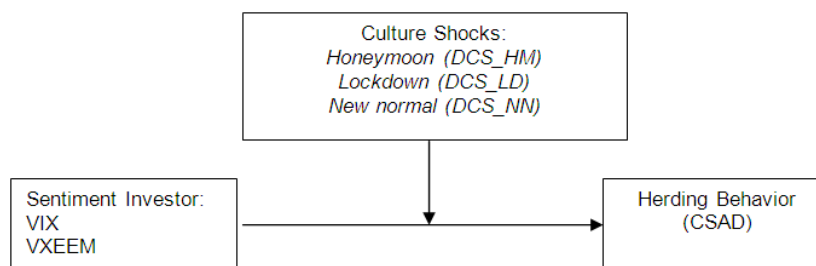 Culture Shocks:
Honeymoon (DCS_HM)
Lockdown (DCS_LD)
New normal (DCS_NN)
Sentiment Investor:
VIX
VXEEM
Herding Behavior
(CSAD)